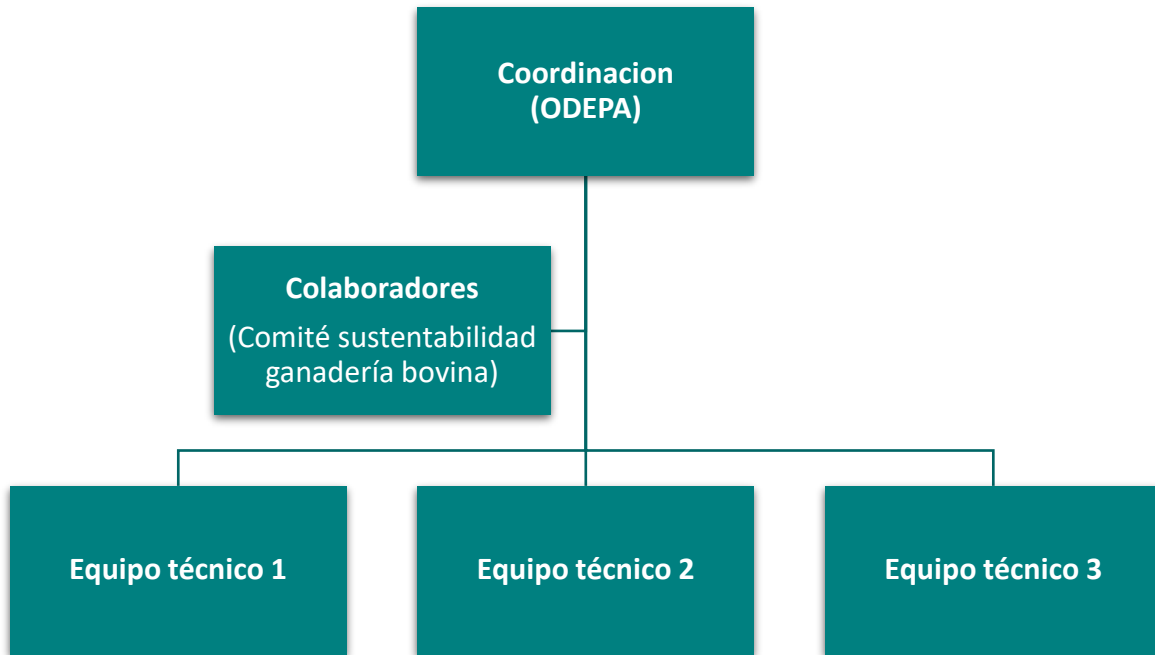 Coordinacion
(ODEPA)
Colaboradores
(Comité sustentabilidad
ganadería bovina)
Equipo técnico 1
Equipo técnico 2
Equipo técnico 3